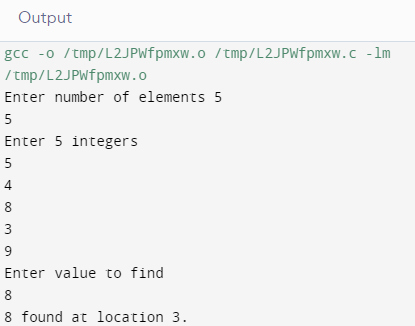 Output
gcc -o /tmp/L2JPWfpmxw.o /tmp/L2JPWfpmxw.c -lm
/tmp/L2JPWfpmxw.o
Enter number of elements 5
5
Enter 5 integers
5
4
8
3
9
Enter value to find
8
8 found at location 3.